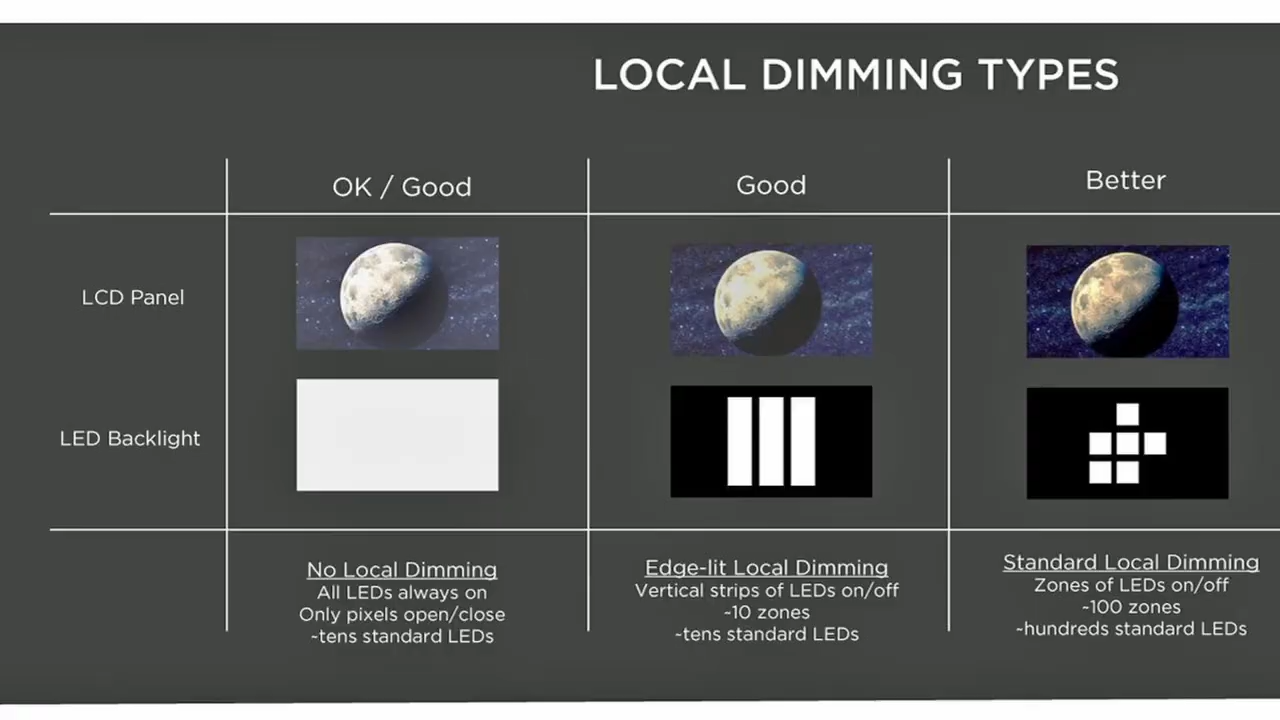 LOCAL DIMMING TYPES
OK / Good
Good
Better
LCD Panel
LED Backlight
No Local Dimming
All LEDs always on
Only pixels open/close
~tens standard LEDs
Edge-lit Local Dimming
Vertical strips of LEDs on/off
~10 zones
~tens standard LEDs
Standard Local Dimming
Zones of LEDs on/off
~100 zones
~hundreds standard LEDs